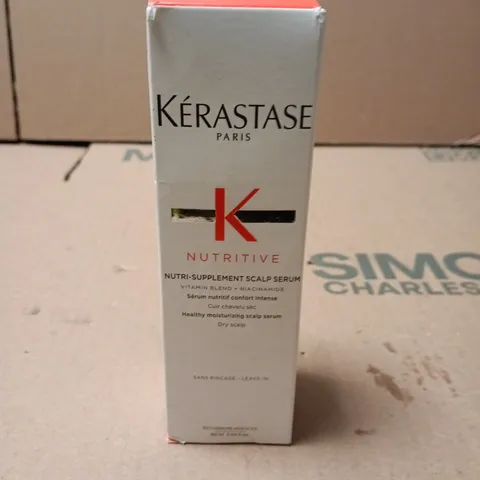 KÉRASTASE
PARIS
K
NUTRITIVE
NUTRI-SUPPLEMENT SCALP SERUM
VITAMIN BLEND + NIACINAMIDE
Sérum nutritif confort intense
Cuir chevelu sec
Healthy moisturizing scalp serum
Dry scalp
SANS RINÇAGE - LEAVE-IN
SIMO
CHARLES